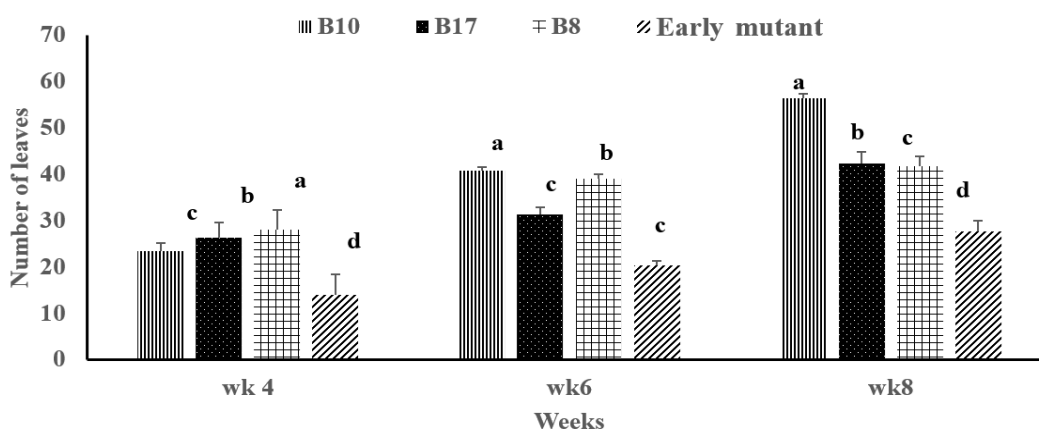 B10 B17 B8 Early mutant
Number of leaves
70
60
50
40
30
20
10
0
c b a d
a c b c
a b c d
wk 4 wk6 wk8
Weeks